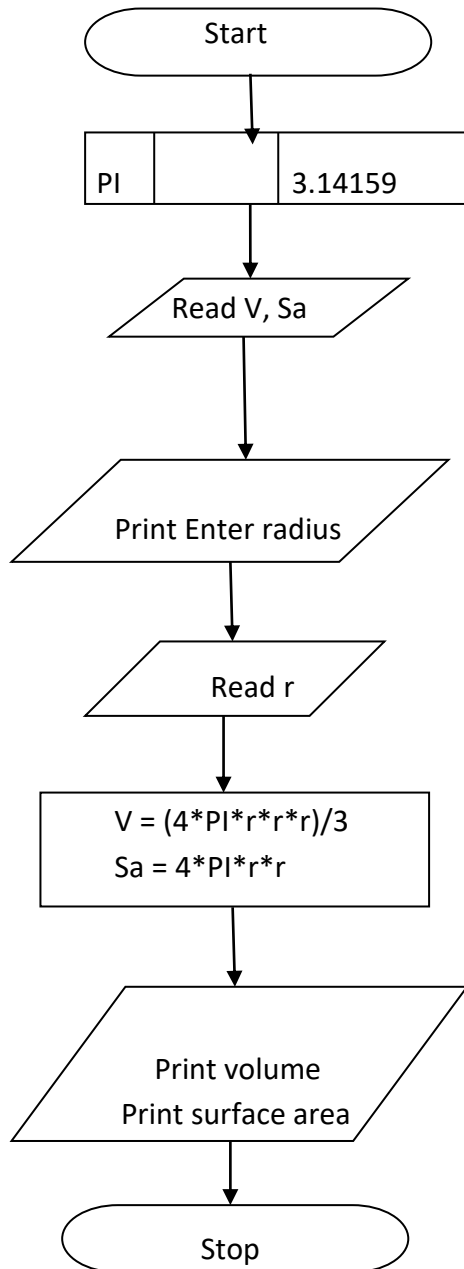 Start
PI 3.14159
Read V, Sa
Print Enter radius
Read r
V = (4*PI*r*r*r)/3
Sa = 4*PI*r*r
Print volume
Print surface area
Stop